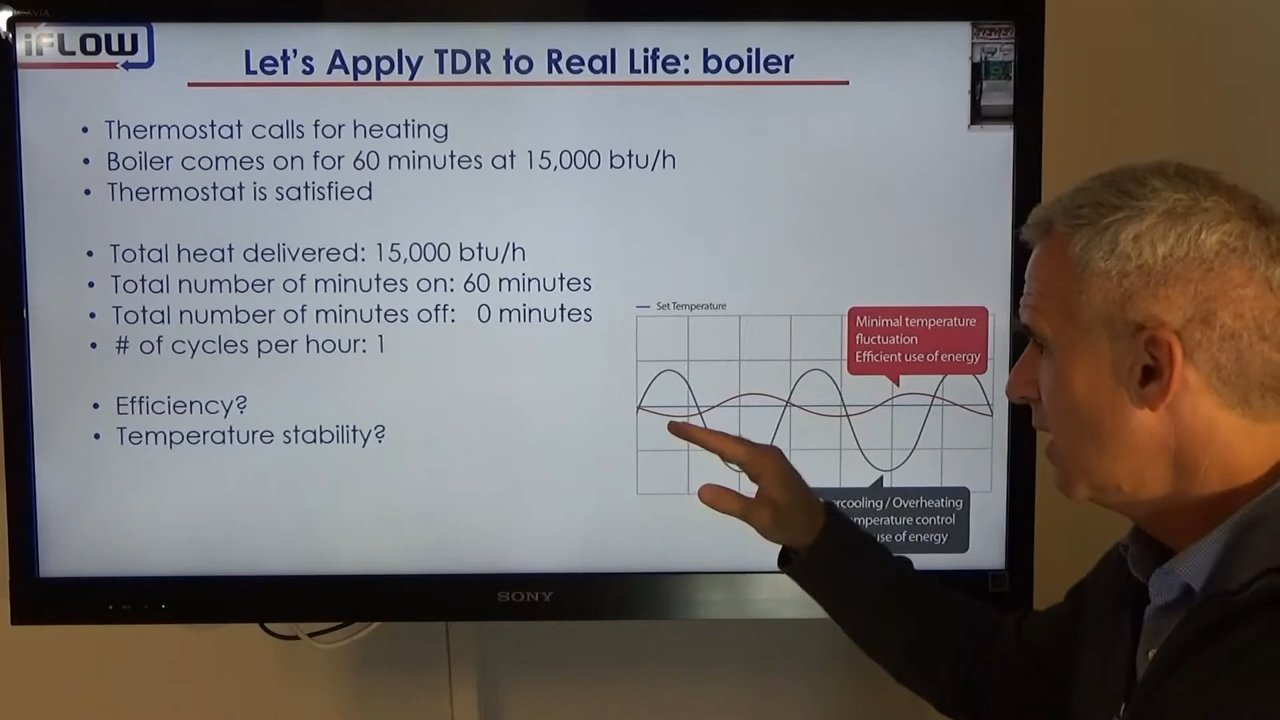 iFLOW
Let's Apply TDR to Real Life: boiler
• Thermostat calls for heating
• Boiler comes on for 60 minutes at 15,000 btu/h
• Thermostat is satisfied
• Total heat delivered: 15,000 btu/h
• Total number of minutes on: 60 minutes
• Total number of minutes off: 0 minutes
• # of cycles per hour: 1
• Efficiency?
• Temperature stability?
Set Temperature
Minimal temperature
fluctuation
Efficient use of energy
/ Overheating
control
use of energy
SONY